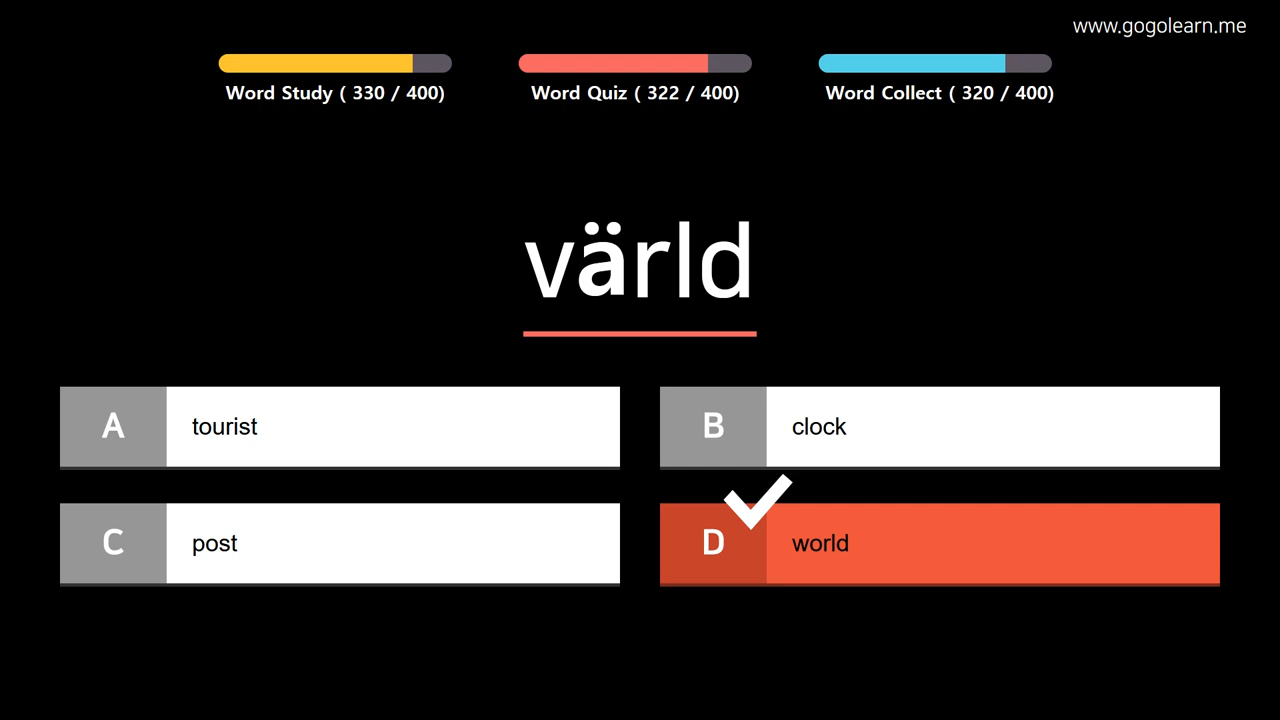 www.gogolearn.me
Word Study ( 330 / 400)
Word Quiz ( 322 / 400)
Word Collect ( 320 / 400)
värld
A tourist
B clock
C post
D world